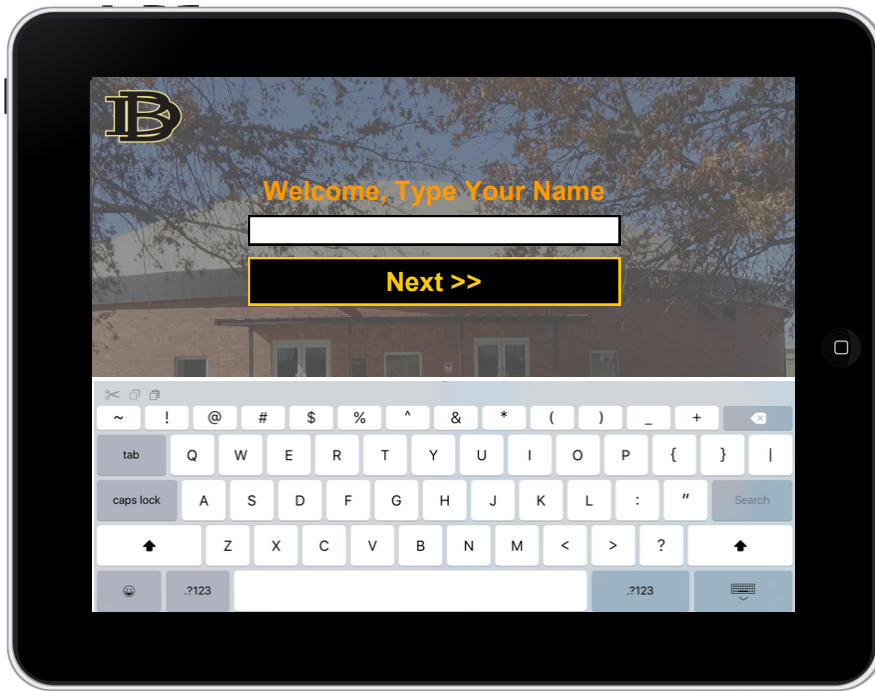 B
Welcome, Type Your Name
Next >>
~ ! @ # $ % ^ & * ( ) _ +
tab Q W E R T Y U I O P { } |
caps lock A S D F G H J K L : " Search
Z X C V B N M < > ?
.?123 .?123